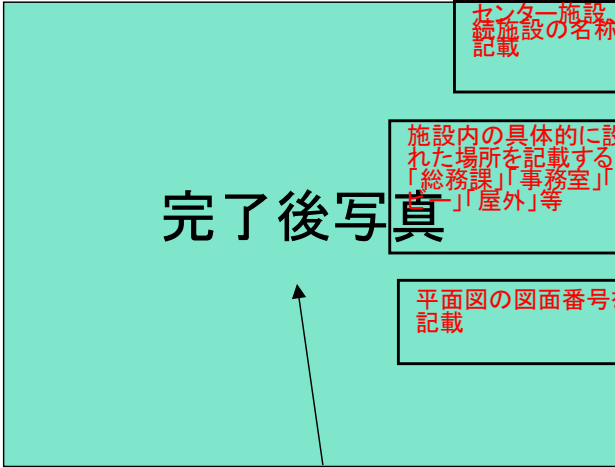 センター施設
続施設の名称
記載
施設内の具体的に設
れた場所を記載する
「総務課」「事務室」「
ビー」「屋外」等
完了後写真
平面図の図面番号を
記載